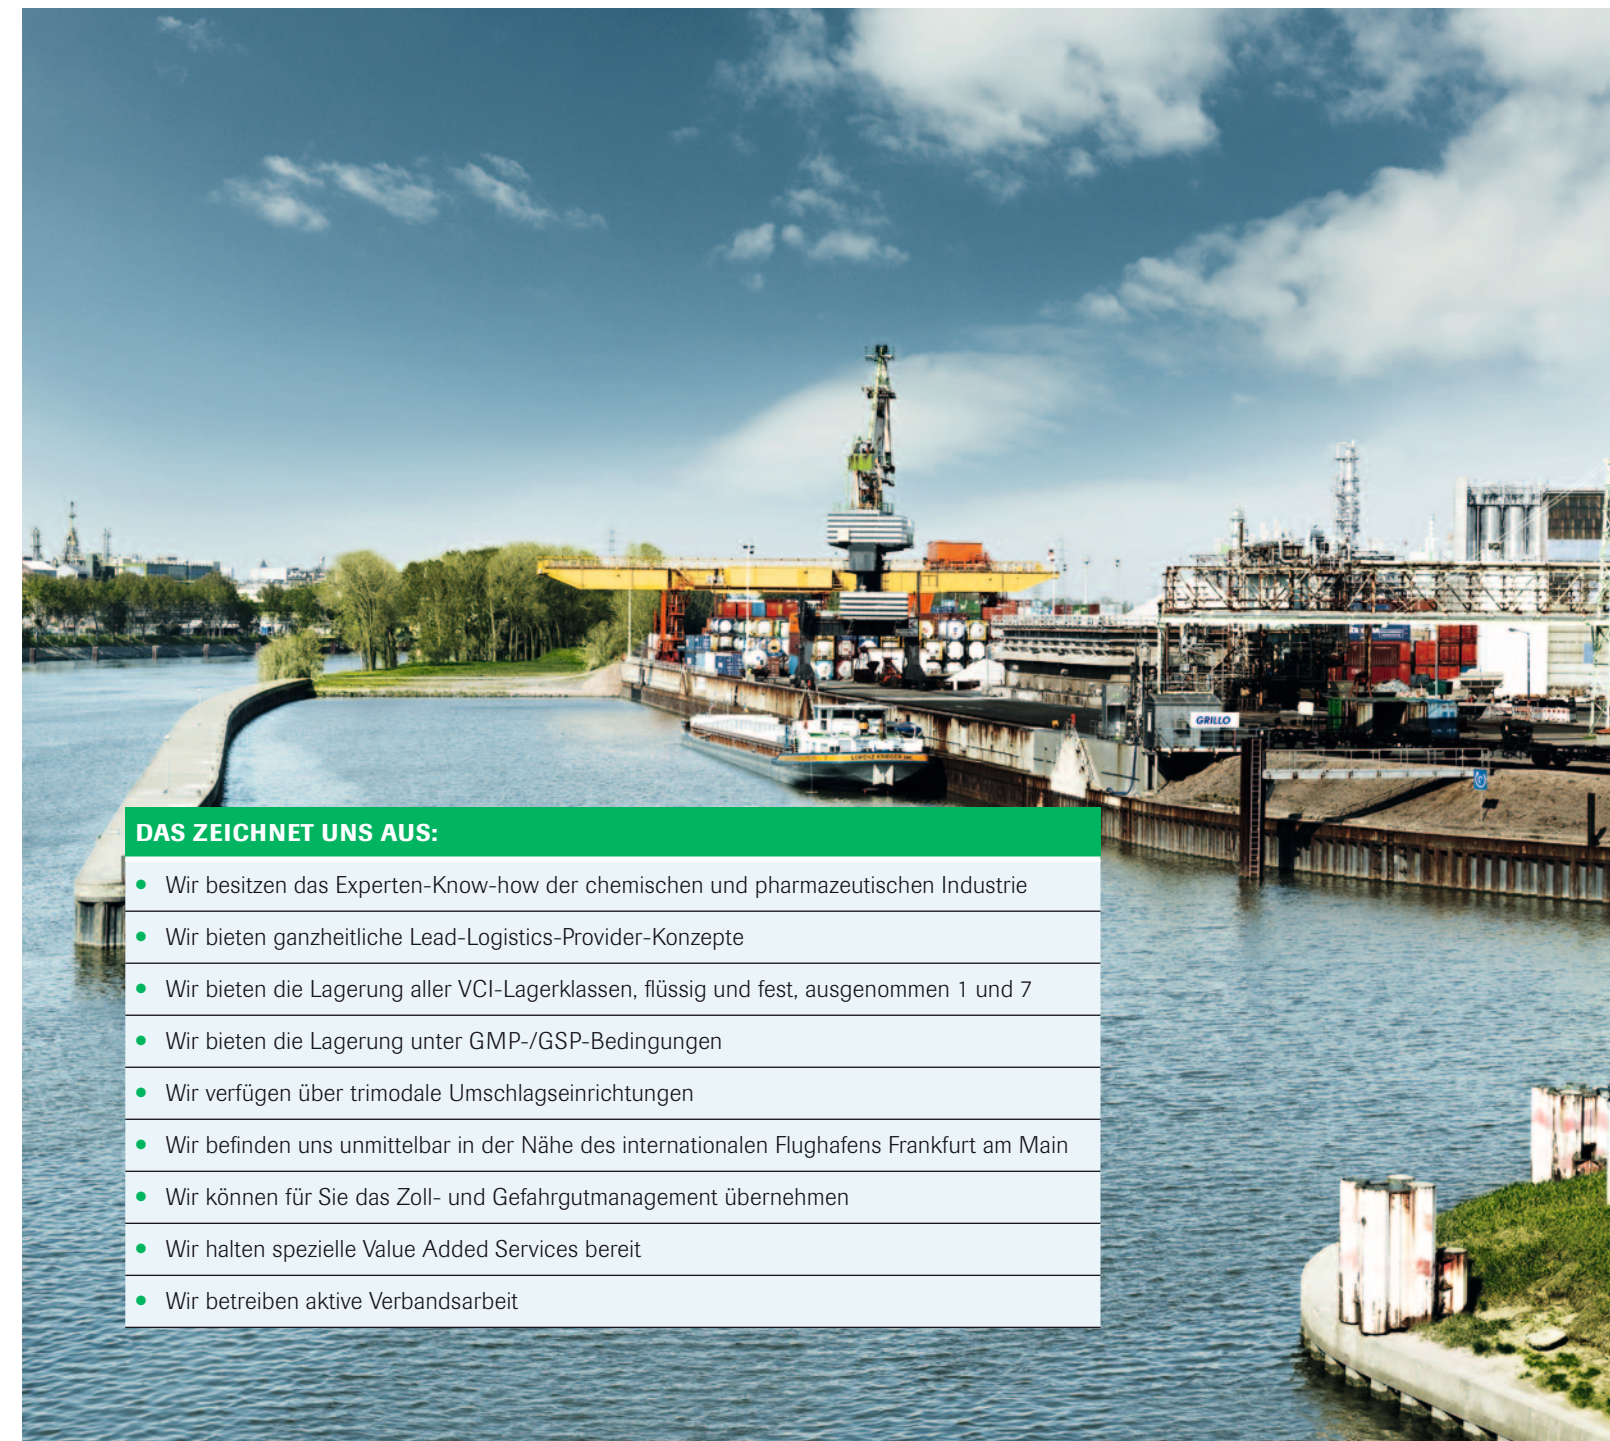 GRILLO
DAS ZEICHNET UNS AUS:
• Wir besitzen das Experten-Know-how der chemischen und pharmazeutischen Industrie
• Wir bieten ganzheitliche Lead-Logistics-Provider-Konzepte
• Wir bieten die Lagerung aller VCI-Lagerklassen, flüssig und fest, ausgenommen 1 und 7
• Wir bieten die Lagerung unter GMP-/GSP-Bedingungen
• Wir verfügen über trimodale Umschlagseinrichtungen
• Wir befinden uns unmittelbar in der Nähe des internationalen Flughafens Frankfurt am Main
• Wir können für Sie das Zoll- und Gefahrgutmanagement übernehmen
• Wir halten spezielle Value Added Services bereit
• Wir betreiben aktive Verbandsarbeit